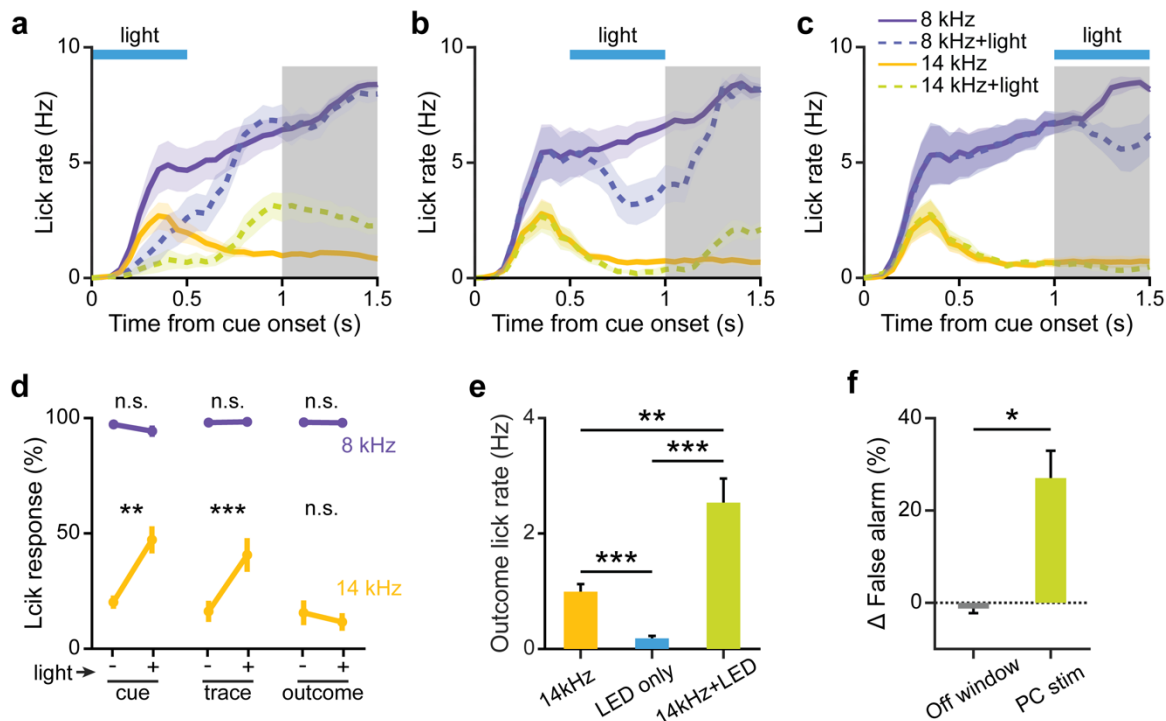 a
light
10
5
0
Lick rate (Hz)
0 0.5 1 1.5
Time from cue onset (s)
b
light
10
5
0
Lick rate (Hz)
0 0.5 1 1.5
Time from cue onset (s)
c
light
8 kHz
8 kHz+light
14 kHz
14 kHz+light
10
5
0
Lick rate (Hz)
0 0.5 1 1.5
Time from cue onset (s)
d
n.s. n.s. n.s.
8 kHz
** *** n.s.
14 kHz
100
50
0
Lcik response (%)
light - + - + - +
cue trace outcome
e
**
***
***
4
2
0
Outcome lick rate (Hz)
14kHz
LED only
14kHz+LED
f
*
40
20
0
Δ False alarm (%)
Off window
PC stim